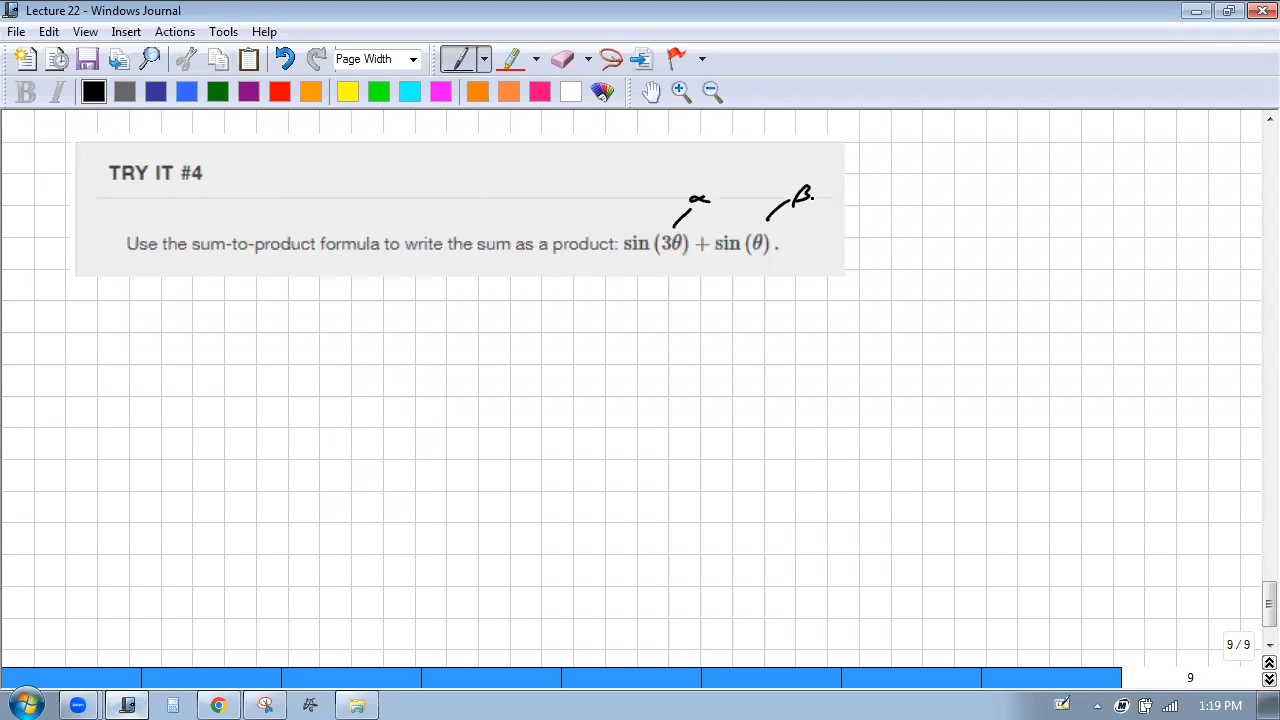 Lecture 22 - Windows Journal
File Edit View Insert Actions Tools Help
Page Width
B I
TRY IT #4
α β
Use the sum-to-product formula to write the sum as a product: sin (3θ) + sin (θ) .
9 / 9
9
1:19 PM